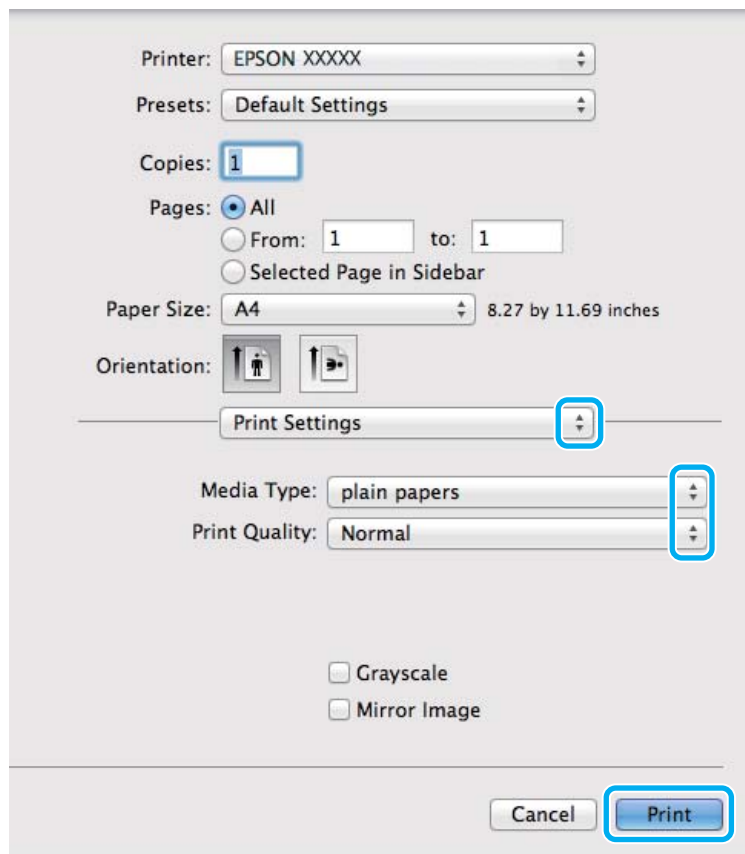 Printer: EPSON XXXXX
Presets: Default Settings
Copies: 1
Pages: All
From: 1 to: 1
Selected Page in Sidebar
Paper Size: A4 8.27 by 11.69 inches
Orientation:
Print Settings
Media Type: plain papers
Print Quality: Normal
Grayscale
Mirror Image
Cancel Print